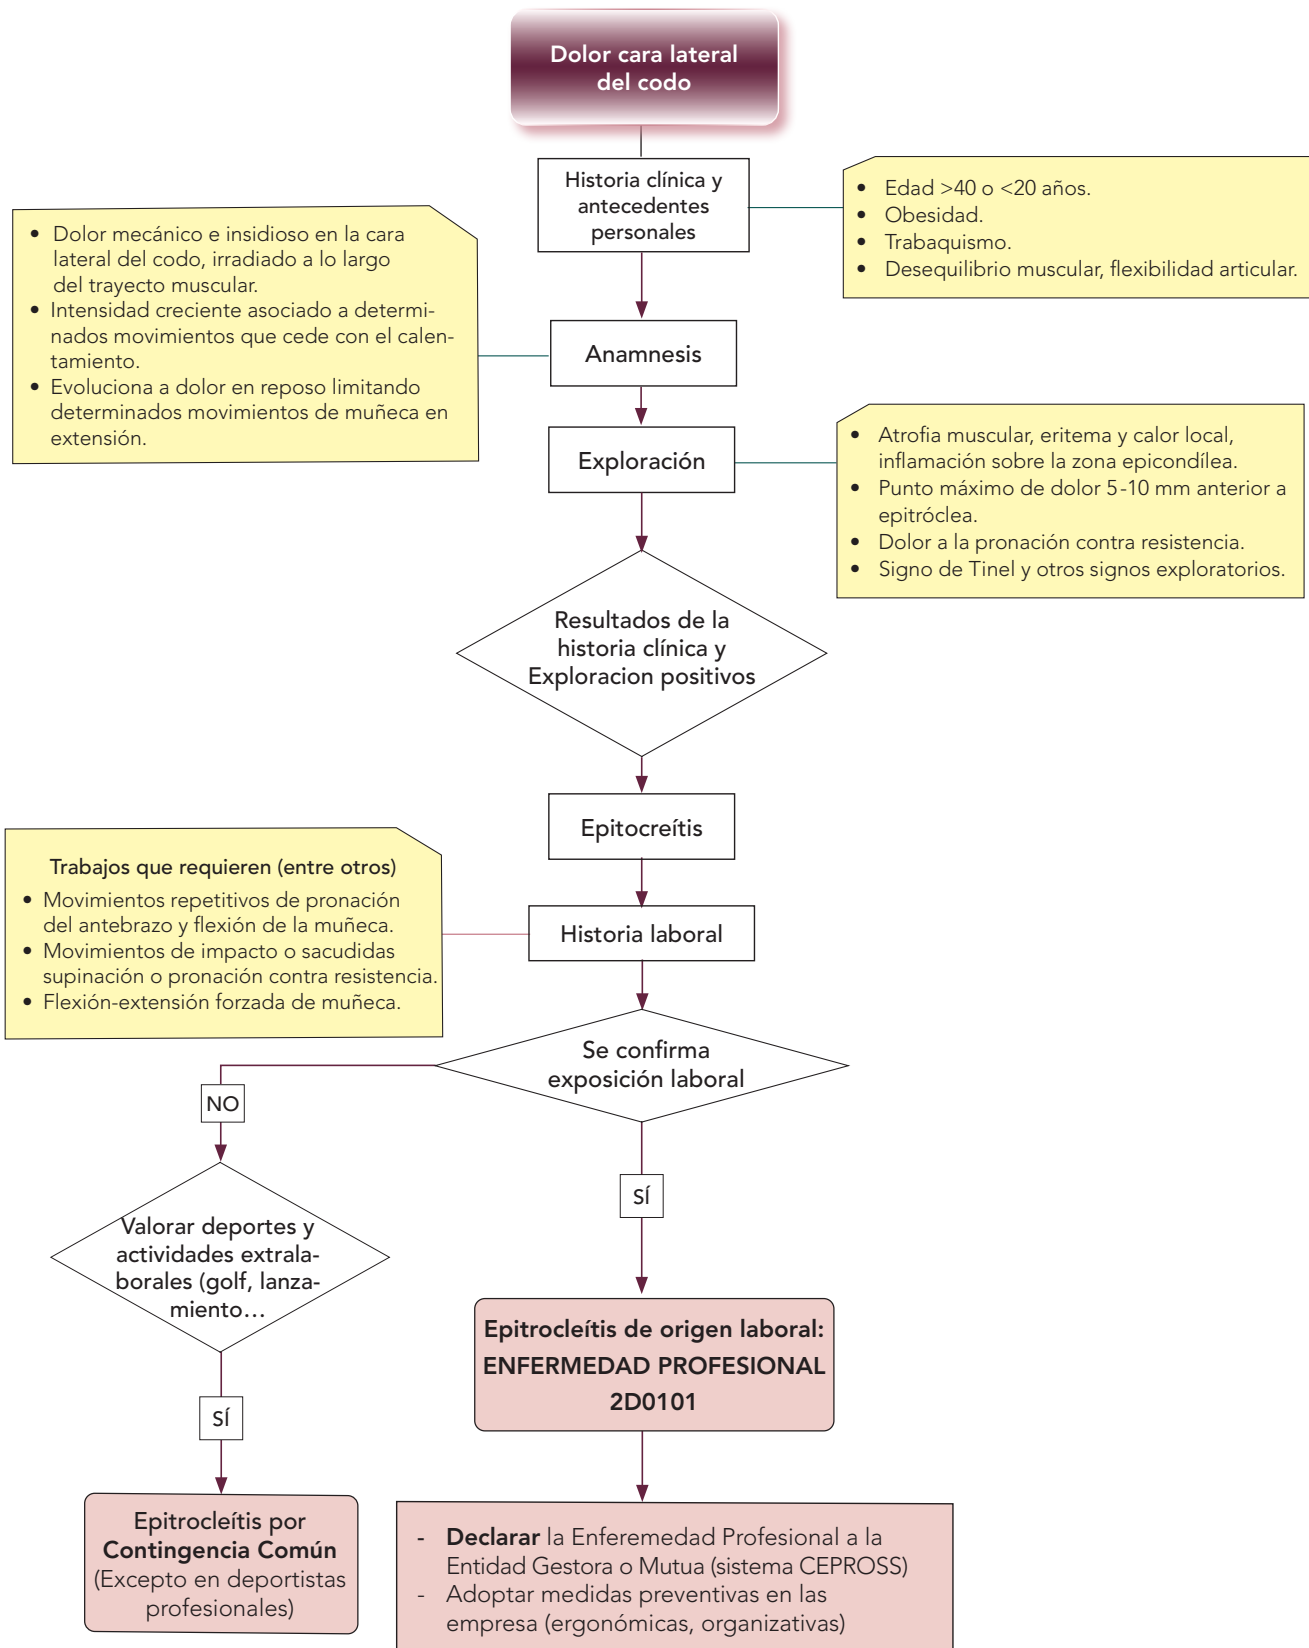 Dolor cara lateral
del codo
Historia clínica y
antecedentes
personales
• Edad >40 o <20 años.
• Obesidad.
• Trabaquismo.
• Desequilibrio muscular, flexibilidad articular.
• Dolor mecánico e insidioso en la cara
lateral del codo, irradiado a lo largo
del trayecto muscular.
• Intensidad creciente asociado a determi-
nados movimientos que cede con el calen-
tamiento.
• Evoluciona a dolor en reposo limitando
determinados movimientos de muñeca en
extensión.
Anamnesis
Exploración
• Atrofia muscular, eritema y calor local,
inflamación sobre la zona epicondílea.
• Punto máximo de dolor 5-10 mm anterior a
epitróclea.
• Dolor a la pronación contra resistencia.
• Signo de Tinel y otros signos exploratorios.
Resultados de la
historia clínica y
Exploracion positivos
Epitocreítis
Trabajos que requieren (entre otros)
• Movimientos repetitivos de pronación
del antebrazo y flexión de la muñeca.
• Movimientos de impacto o sacudidas
supinación o pronación contra resistencia.
• Flexión-extensión forzada de muñeca.
Historia laboral
Se confirma
exposición laboral
NO
SÍ
Valorar deportes y
actividades extrala-
borales (golf, lanza-
miento…
SÍ
Epitrocleítis de origen laboral:
ENFERMEDAD PROFESIONAL
2D0101
Epitrocleítis por
Contingencia Común
(Excepto en deportistas
profesionales)
- Declarar la Enferemedad Profesional a la
Entidad Gestora o Mutua (sistema CEPROSS)
- Adoptar medidas preventivas en las
empresa (ergonómicas, organizativas)